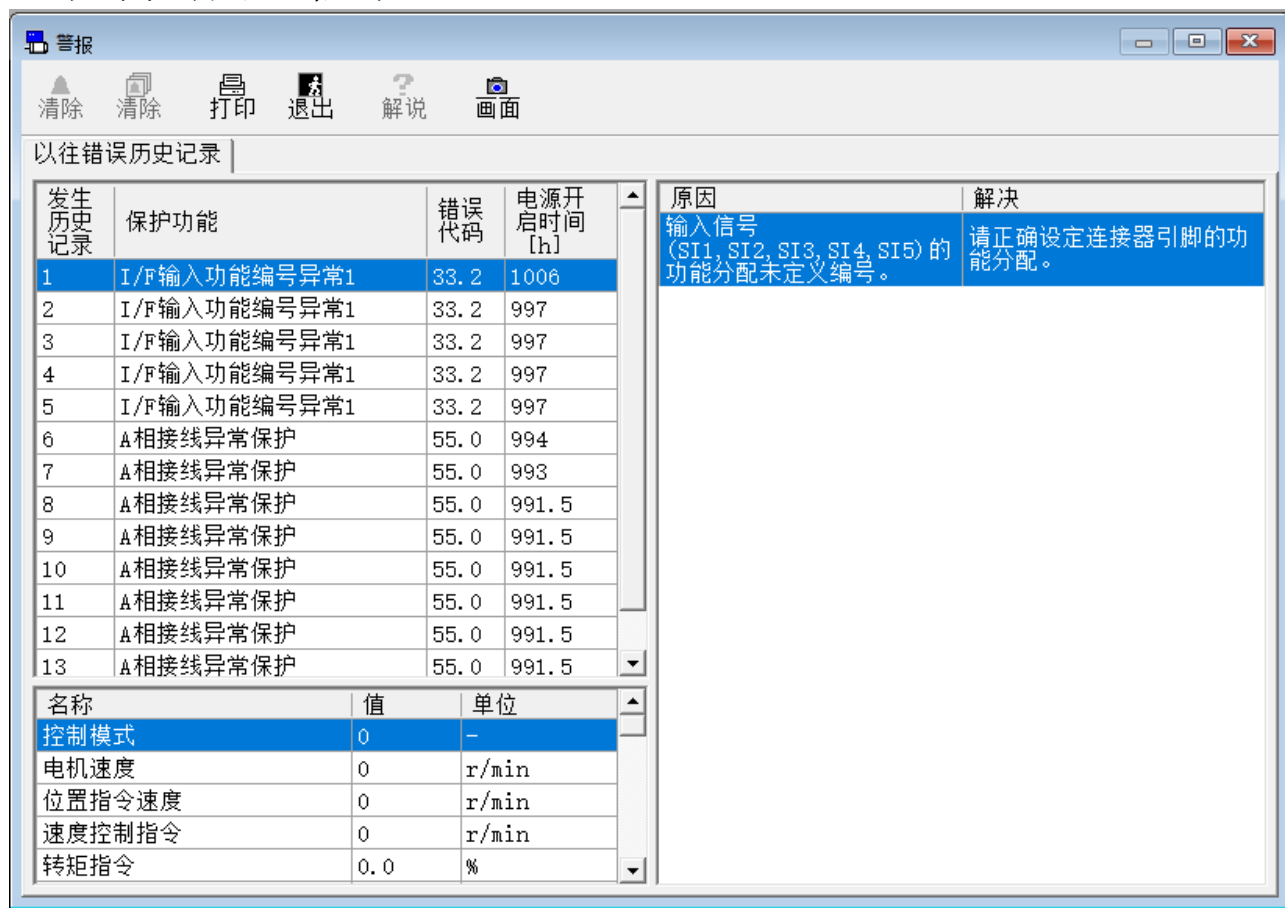 警报
清除 清除 打印 退出 解说 画面
以往错误历史记录
发生历史记录 保护功能 错误代码 电源开启时间[h]
1 I/F输入功能编号异常1 33.2 1006
2 I/F输入功能编号异常1 33.2 997
3 I/F输入功能编号异常1 33.2 997
4 I/F输入功能编号异常1 33.2 997
5 I/F输入功能编号异常1 33.2 997
6 A相接线异常保护 55.0 994
7 A相接线异常保护 55.0 993
8 A相接线异常保护 55.0 991.5
9 A相接线异常保护 55.0 991.5
10 A相接线异常保护 55.0 991.5
11 A相接线异常保护 55.0 991.5
12 A相接线异常保护 55.0 991.5
13 A相接线异常保护 55.0 991.5
原因 解决
输入信号
(SI1,SI2,SI3,SI4,SI5)的
功能分配未定义编号。
请正确设定连接器引脚的功
能分配。
名称 值 单位
控制模式 0 -
电机速度 0 r/min
位置指令速度 0 r/min
速度控制指令 0 r/min
转矩指令 0.0 %